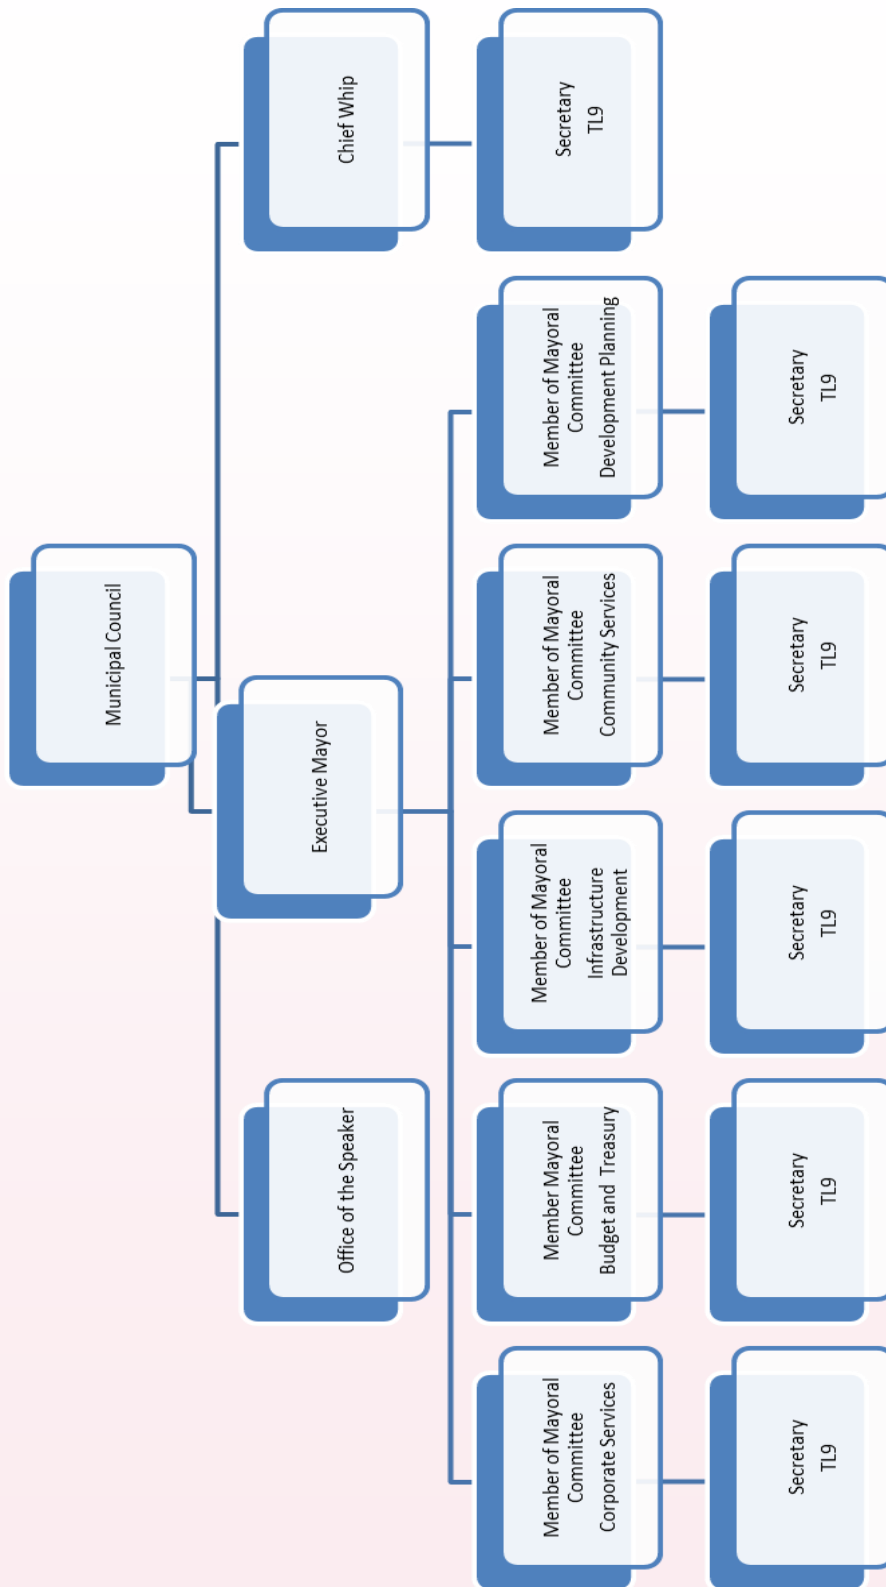 Municipal Council
Office of the Speaker
Executive Mayor
Chief Whip
Member of Mayoral
Committee
Corporate Services
Member Mayoral
Committee
Budget and Treasury
Member of Mayoral
Committee
Infrastructure
Development
Member of Mayoral
Committee
Community Services
Member of Mayoral
Committee
Development Planning
Secretary
TL9
Secretary
TL9
Secretary
TL9
Secretary
TL9
Secretary
TL9
Secretary
TL9